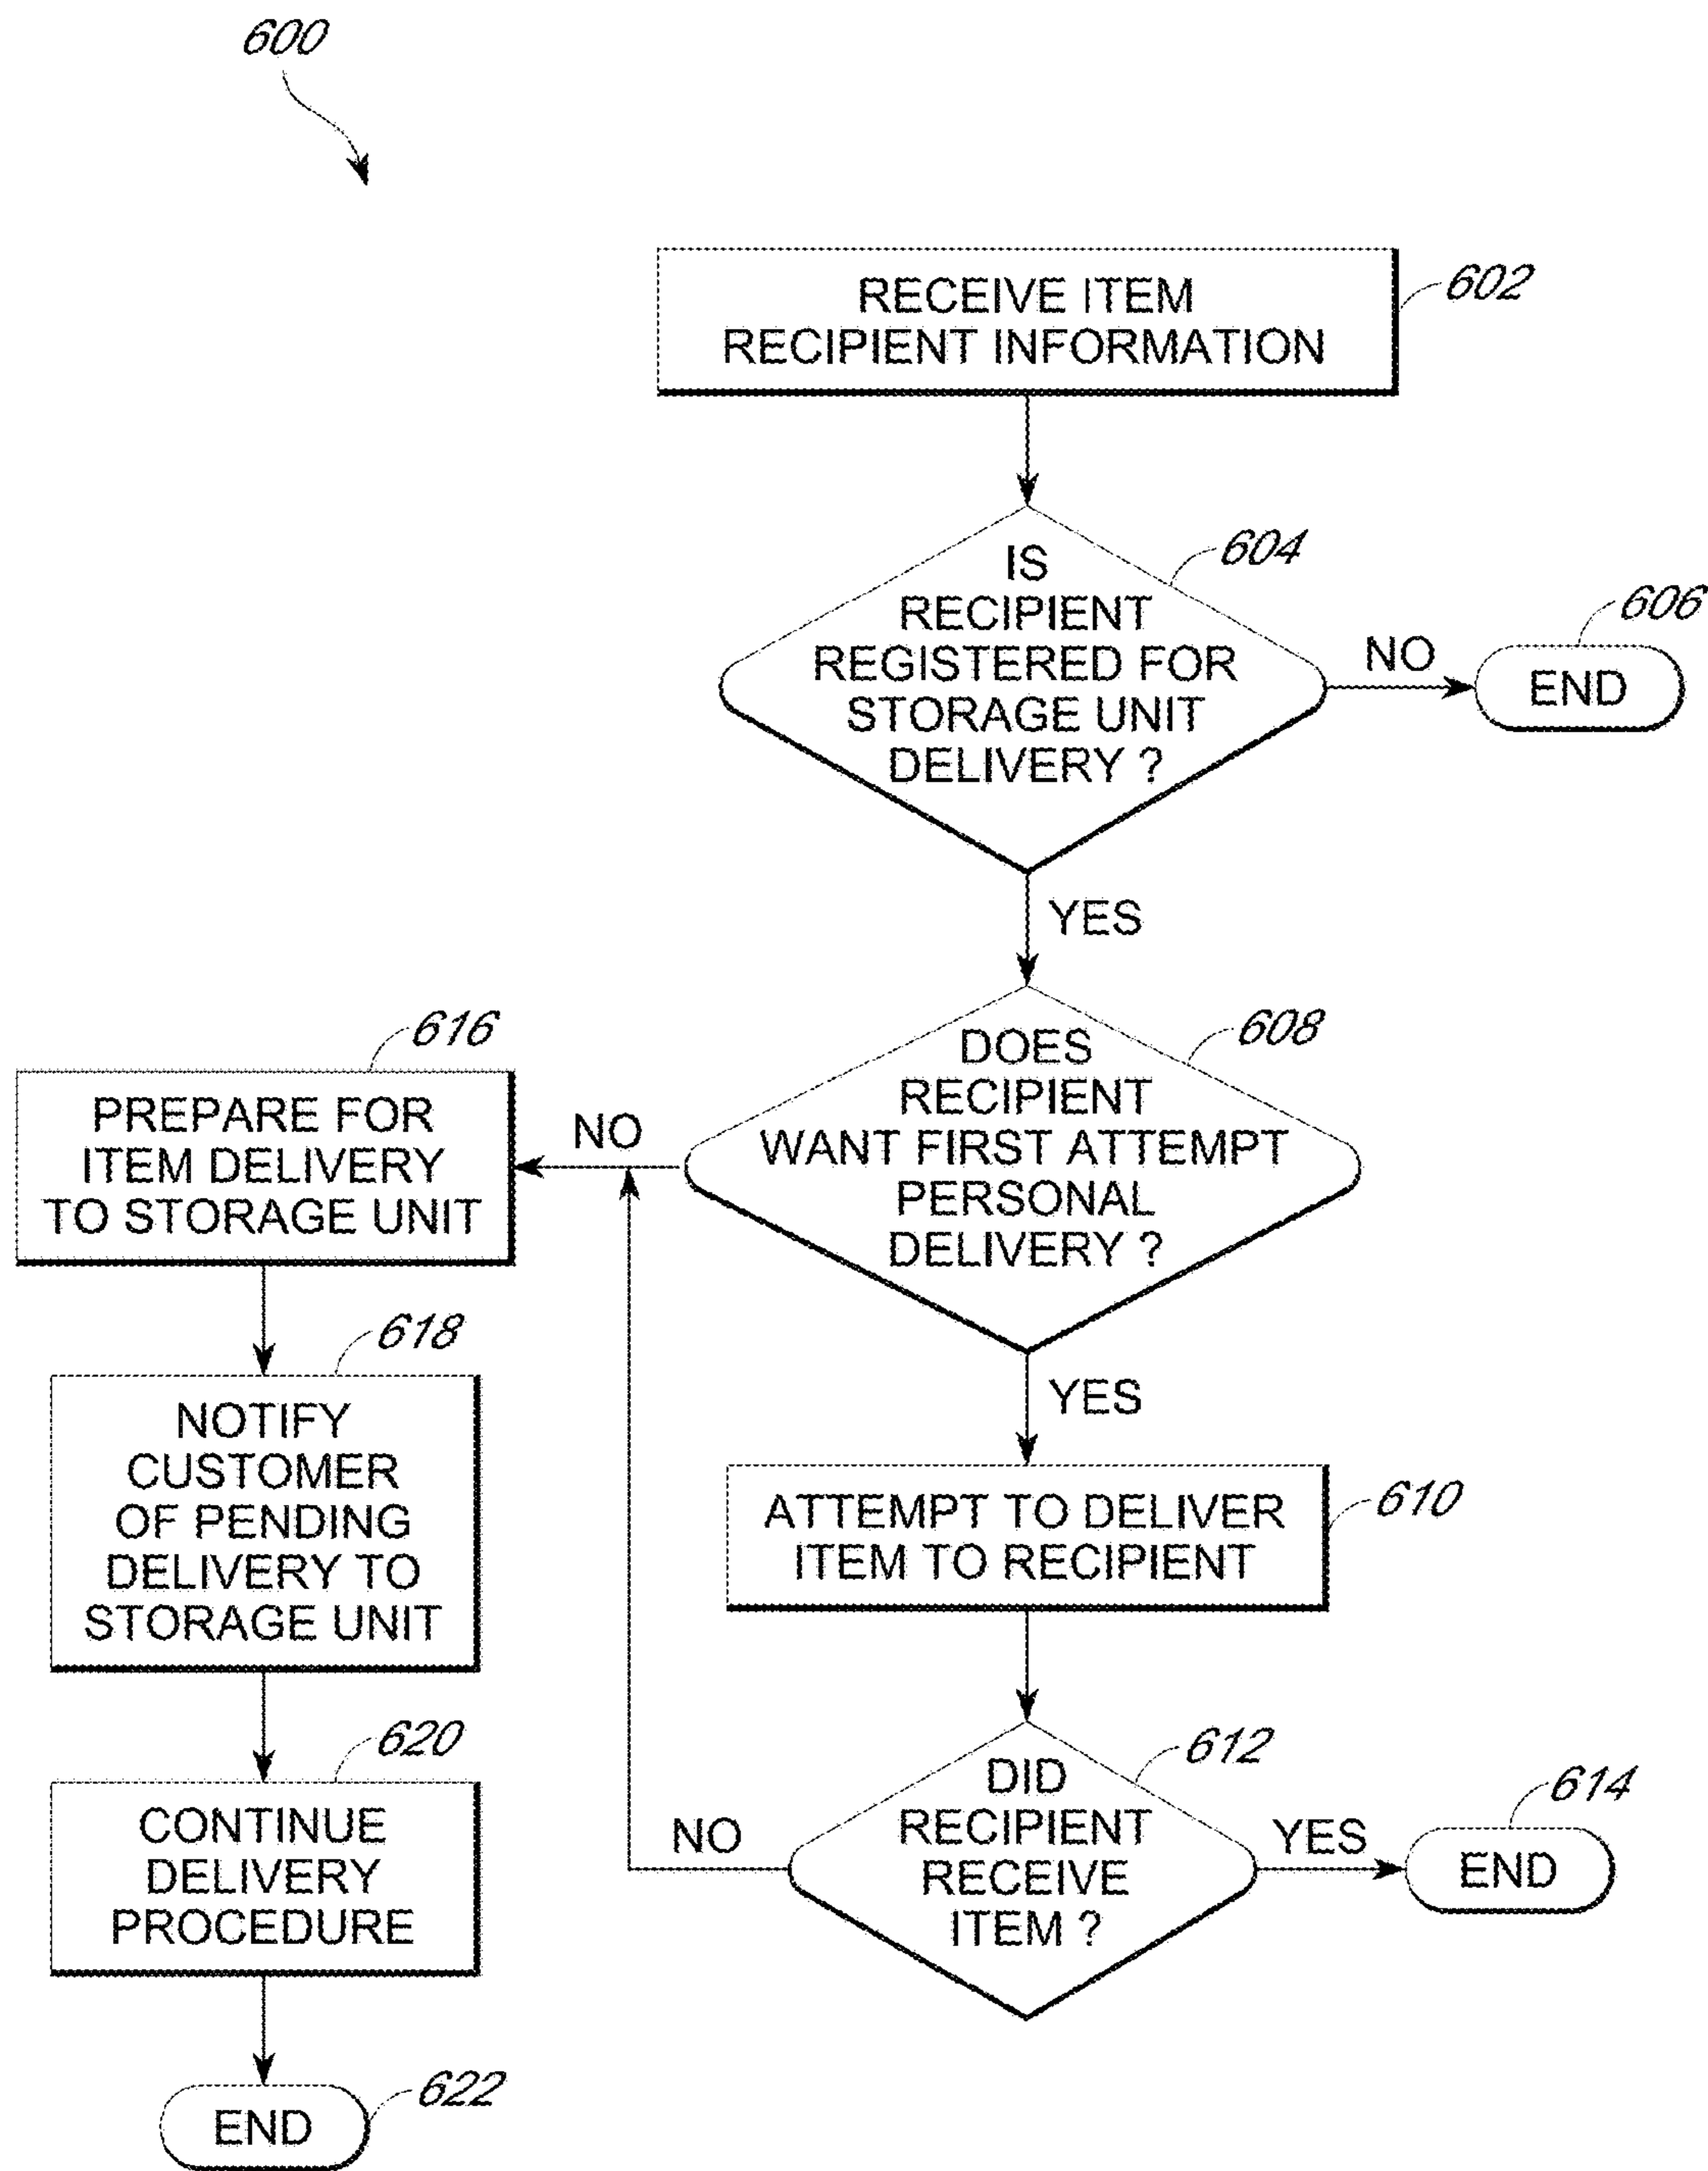 600
RECEIVE ITEM
RECIPIENT INFORMATION
602
IS
RECIPIENT
REGISTERED FOR
STORAGE UNIT
DELIVERY ?
604
NO
END
606
YES
DOES
RECIPIENT
WANT FIRST ATTEMPT
PERSONAL
DELIVERY ?
608
NO
PREPARE FOR
ITEM DELIVERY
TO STORAGE UNIT
616
YES
NOTIFY
CUSTOMER
OF PENDING
DELIVERY TO
STORAGE UNIT
618
ATTEMPT TO DELIVER
ITEM TO RECIPIENT
610
DID
RECIPIENT
RECEIVE
ITEM ?
612
NO
YES
END
614
CONTINUE
DELIVERY
PROCEDURE
620
END
622